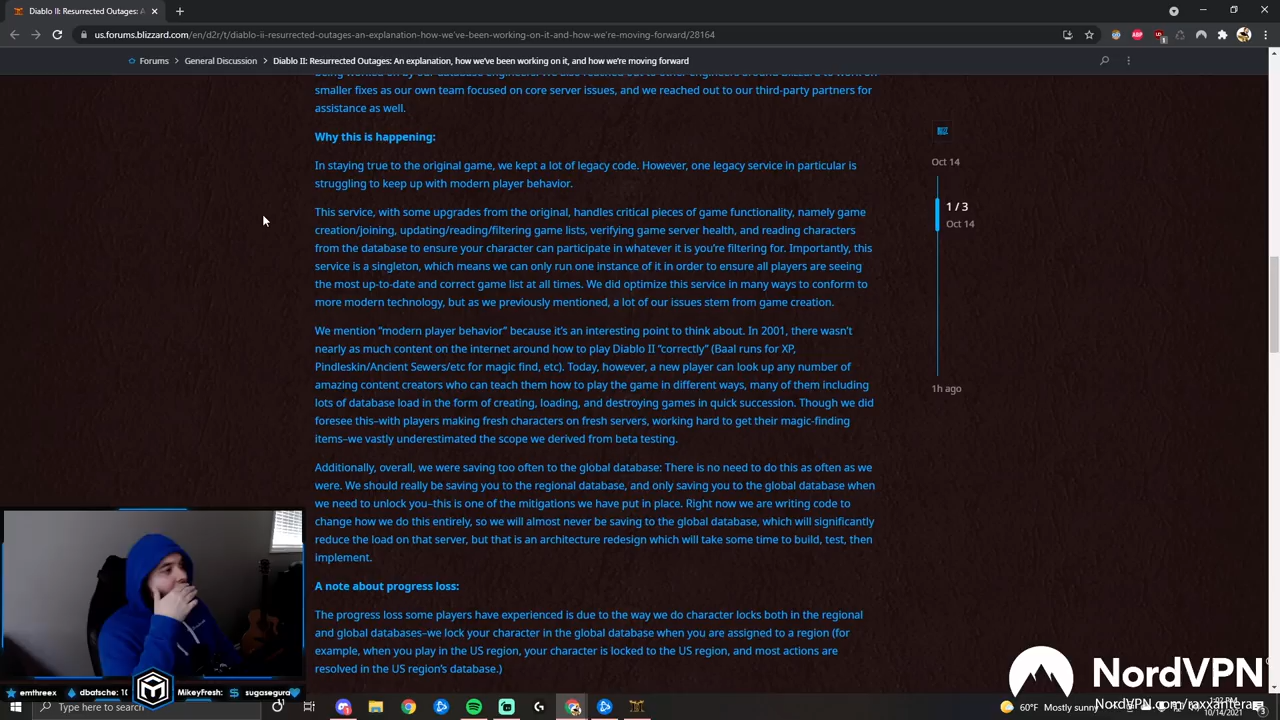 Diablo II: Resurrected Outages: A
us.forums.blizzard.com/en/d2r/t/diablo-ii-resurrected-outages-an-explanation-how-we've-been-working-on-it-and-how-we're-moving-forward/28164
Forums > General Discussion > Diablo II: Resurrected Outages: An explanation, how we've been working on it, and how we're moving forward
being worked on by our database engineers. We also reached out to other engineers around Blizzard to work on
smaller fixes as our own team focused on core server issues, and we reached out to our third-party partners for
assistance as well.
Why this is happening:
In staying true to the original game, we kept a lot of legacy code. However, one legacy service in particular is
struggling to keep up with modern player behavior.
This service, with some upgrades from the original, handles critical pieces of game functionality, namely game
creation/joining, updating/reading/filtering game lists, verifying game server health, and reading characters
from the database to ensure your character can participate in whatever it is you're filtering for. Importantly, this
service is a singleton, which means we can only run one instance of it in order to ensure all players are seeing
the most up-to-date and correct game list at all times. We did optimize this service in many ways to conform to
more modern technology, but as we previously mentioned, a lot of our issues stem from game creation.
We mention “modern player behavior” because it's an interesting point to think about. In 2001, there wasn't
nearly as much content on the internet around how to play Diablo II “correctly” (Baal runs for XP,
Pindleskin/Ancient Sewers/etc for magic find, etc). Today, however, a new player can look up any number of
amazing content creators who can teach them how to play the game in different ways, many of them including
lots of database load in the form of creating, loading, and destroying games in quick succession. Though we did
foresee this–with players making fresh characters on fresh servers, working hard to get their magic-finding
items–we vastly underestimated the scope we derived from beta testing.
Additionally, overall, we were saving too often to the global database: There is no need to do this as often as we
were. We should really be saving you to the regional database, and only saving you to the global database when
we need to unlock you–this is one of the mitigations we have put in place. Right now we are writing code to
change how we do this entirely, so we will almost never be saving to the global database, which will significantly
reduce the load on that server, but that is an architecture redesign which will take some time to build, test, then
implement.
A note about progress loss:
The progress loss some players have experienced is due to the way we do character locks both in the regional
and global databases–we lock your character in the global database when you are assigned to a region (for
example, when you play in the US region, your character is locked to the US region, and most actions are
resolved in the US region's database.)
Oct 14
1 / 3
Oct 14
1h ago
emthreex
dbatsche: 10
MikeyFresh:
sugasegura
NordVPN
NordVPN.com/
Type here to search
60° Mostly sunny
10/14/2021